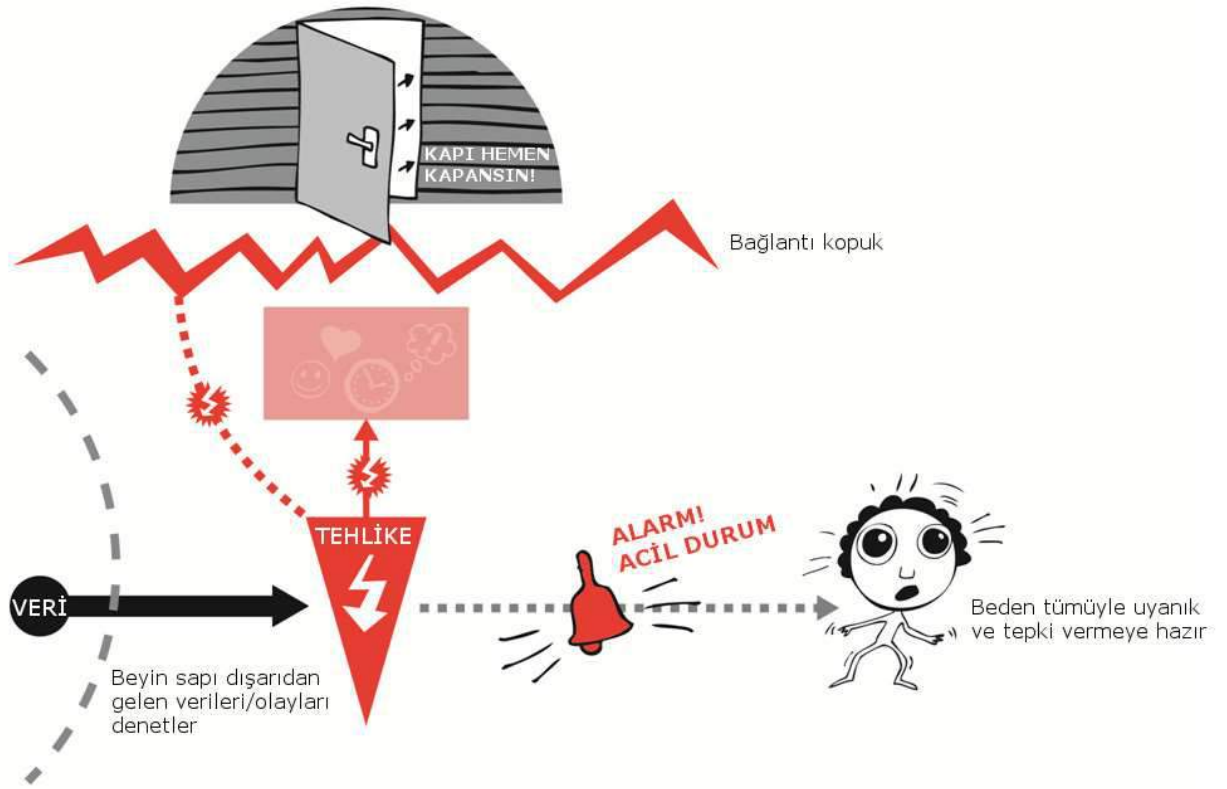 KAPI HEMEN
KAPANSIN!
Bağlantı kopuk
TEHLİKE
ALARM!
ACİL DURUM
VERİ
Beden tümüyle uyanık
ve tepki vermeye hazır
Beyin sapı dışarıdan
gelen verileri/olayları
denetler